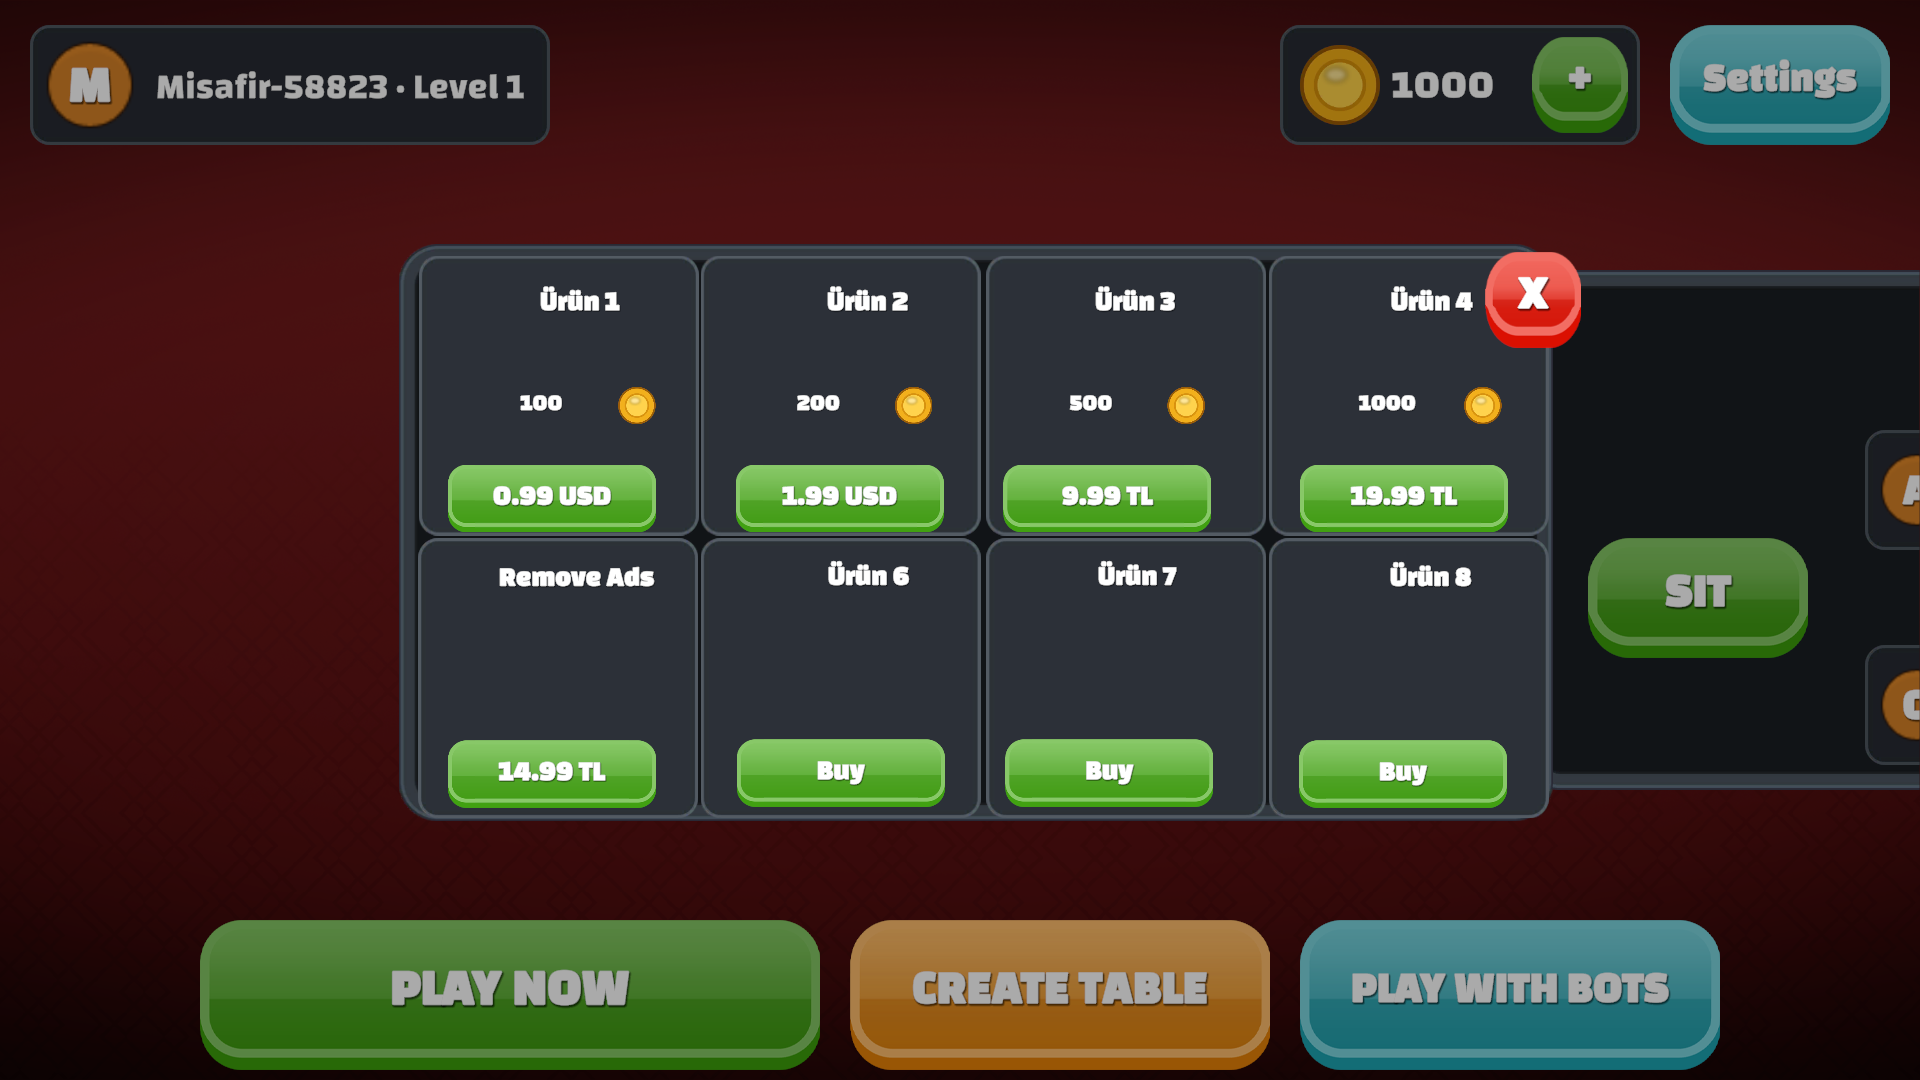 M
Misafir-58823 · Level 1
1000
+
Settings
X
Ürün 1
Ürün 2
Ürün 3
Ürün 4
100
200
500
1000
0.99 USD
1.99 USD
9.99 TL
19.99 TL
Remove Ads
Ürün 6
Ürün 7
Ürün 8
14.99 TL
Buy
Buy
Buy
SIT
PLAY NOW
CREATE TABLE
PLAY WITH BOTS